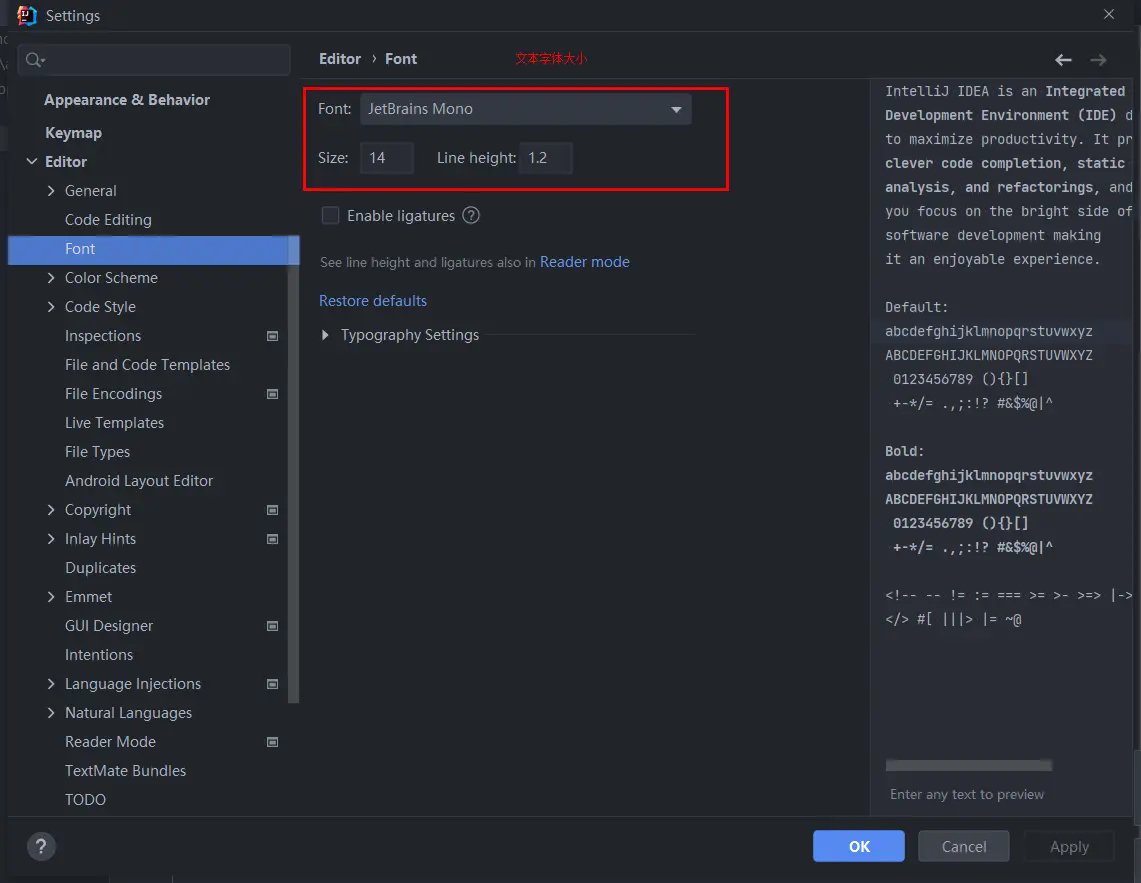 Settings
Appearance & Behavior
Keymap
Editor
General
Code Editing
Font
Color Scheme
Code Style
Inspections
File and Code Templates
File Encodings
Live Templates
File Types
Android Layout Editor
Copyright
Inlay Hints
Duplicates
Emmet
GUI Designer
Intentions
Language Injections
Natural Languages
Reader Mode
TextMate Bundles
TODO
Editor › Font
文本字体大小
Font: JetBrains Mono
Size: 14 Line height: 1.2
Enable ligatures ?
See line height and ligatures also in Reader mode
Restore defaults
Typography Settings
IntelliJ IDEA is an Integrated
Development Environment (IDE) d
to maximize productivity. It pr
clever code completion, static
analysis, and refactorings, and
you focus on the bright side of
software development making
it an enjoyable experience.
Default:
abcdefghijklmnopqrstuvwxyz
ABCDEFGHIJKLMNOPQRSTUVWXYZ
0123456789 (){}[]
+-*/= .,;:!? #&$%@|^
Bold:
abcdefghijklmnopqrstuvwxyz
ABCDEFGHIJKLMNOPQRSTUVWXYZ
0123456789 (){}[]
+-*/= .,;:!? #&$%@|^
<!-- -- != := === >= >- >=> |->
</> #[ |||> |= ~@
Enter any text to preview
?
OK Cancel Apply